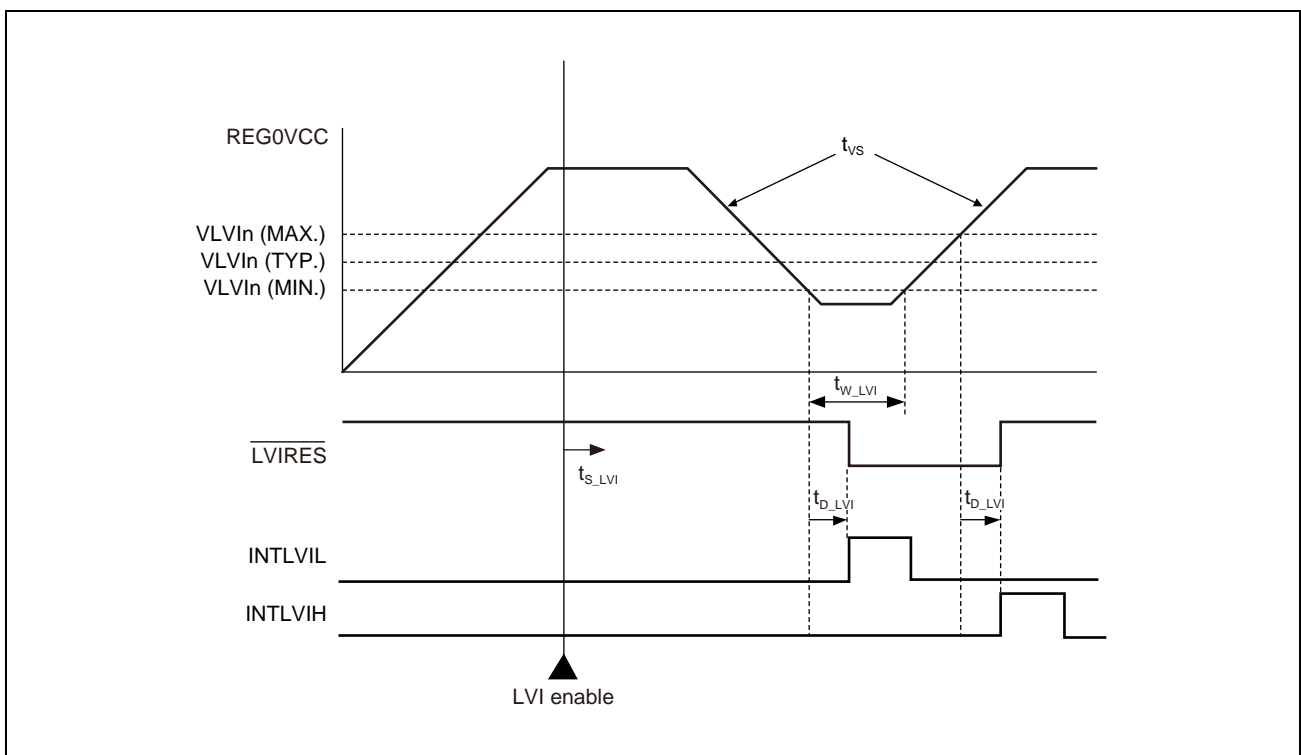 REG0VCC
tVS
VLVIn (MAX.)
VLVIn (TYP.)
VLVIn (MIN.)
tW_LVI
LVIRES
tS_LVI
tD_LVI
tD_LVI
INTLVIL
INTLVIH
LVI enable